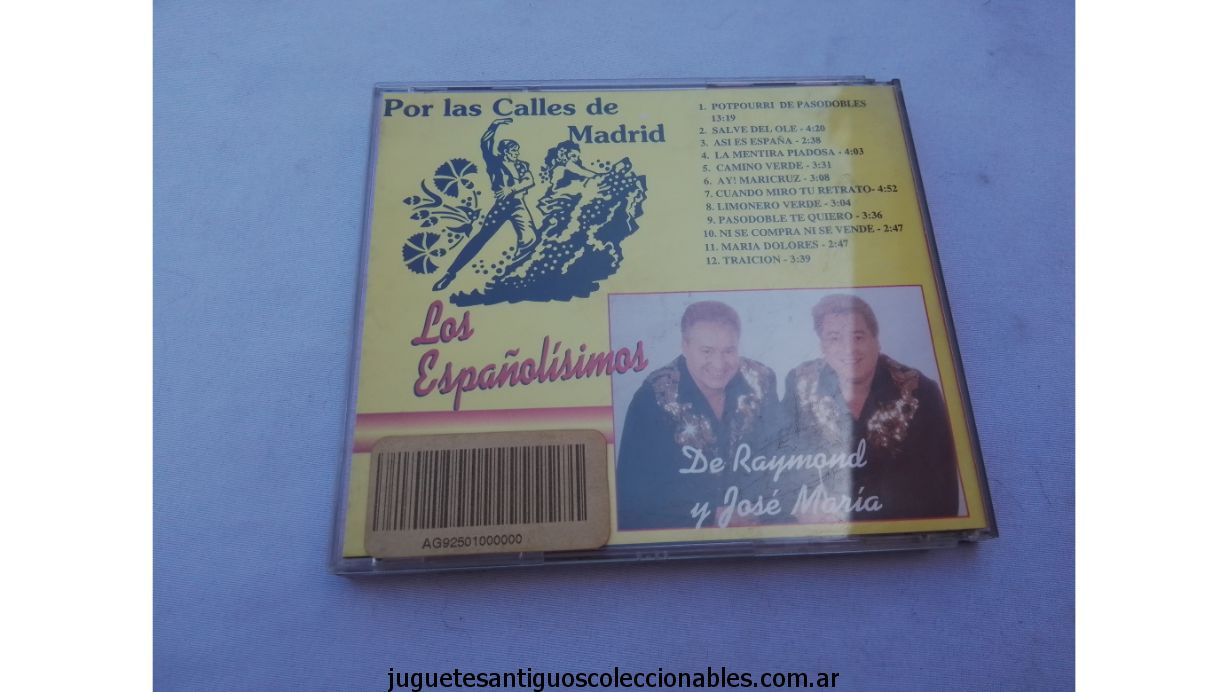 Por las Calles de
Madrid
1. POTPOURRI DE PASODOBLES
13:19
2. SALVE DEL OLE - 4:20
3. ASI ES ESPAÑA - 2:38
4. LA MENTIRA PIADOSA - 4:03
5. CAMINO VERDE - 3:31
6. AY! MARICRUZ - 3:08
7. CUANDO MIRO TU RETRATO- 4:52
8. LIMONERO VERDE - 3:04
9. PASODOBLE TE QUIERO - 3:36
10. NI SE COMPRA NI SE VENDE - 2:47
11. MARIA DOLORES - 2:47
12. TRAICION - 3:39
Los
Españolísimos
De Raymond
y José María
AG92501000000
juguetesantiguoscoleccionables.com.ar